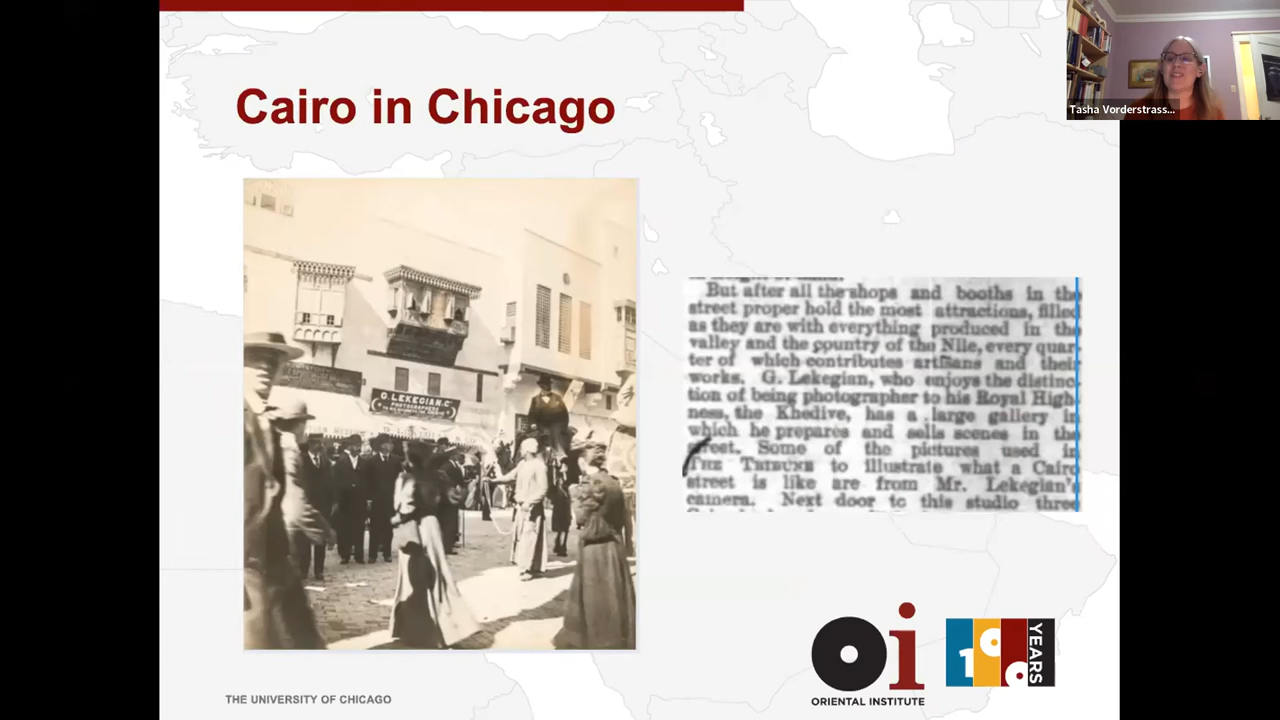 Tasha Vorderstrass...
Cairo in Chicago
G. LEKEGIAN & Co
PHOTOGRAPHERS
But after all the shops and booths in the
street proper hold the most attractions, filled
as they are with everything produced in the
valley and the country of the Nile, every quar
ter of which contributes artisans and their
works. G. Lekegian, who enjoys the distinc
tion of being photographer to his Royal High
ness, the Khedive, has a large gallery in
which he prepares and sells scenes in the
street. Some of the pictures used in
THE TRIBUNE to illustrate what a Cairo
street is like are from Mr. Lekegian's
camera. Next door to this studio three
THE UNIVERSITY OF CHICAGO
oi
ORIENTAL INSTITUTE
100
YEARS